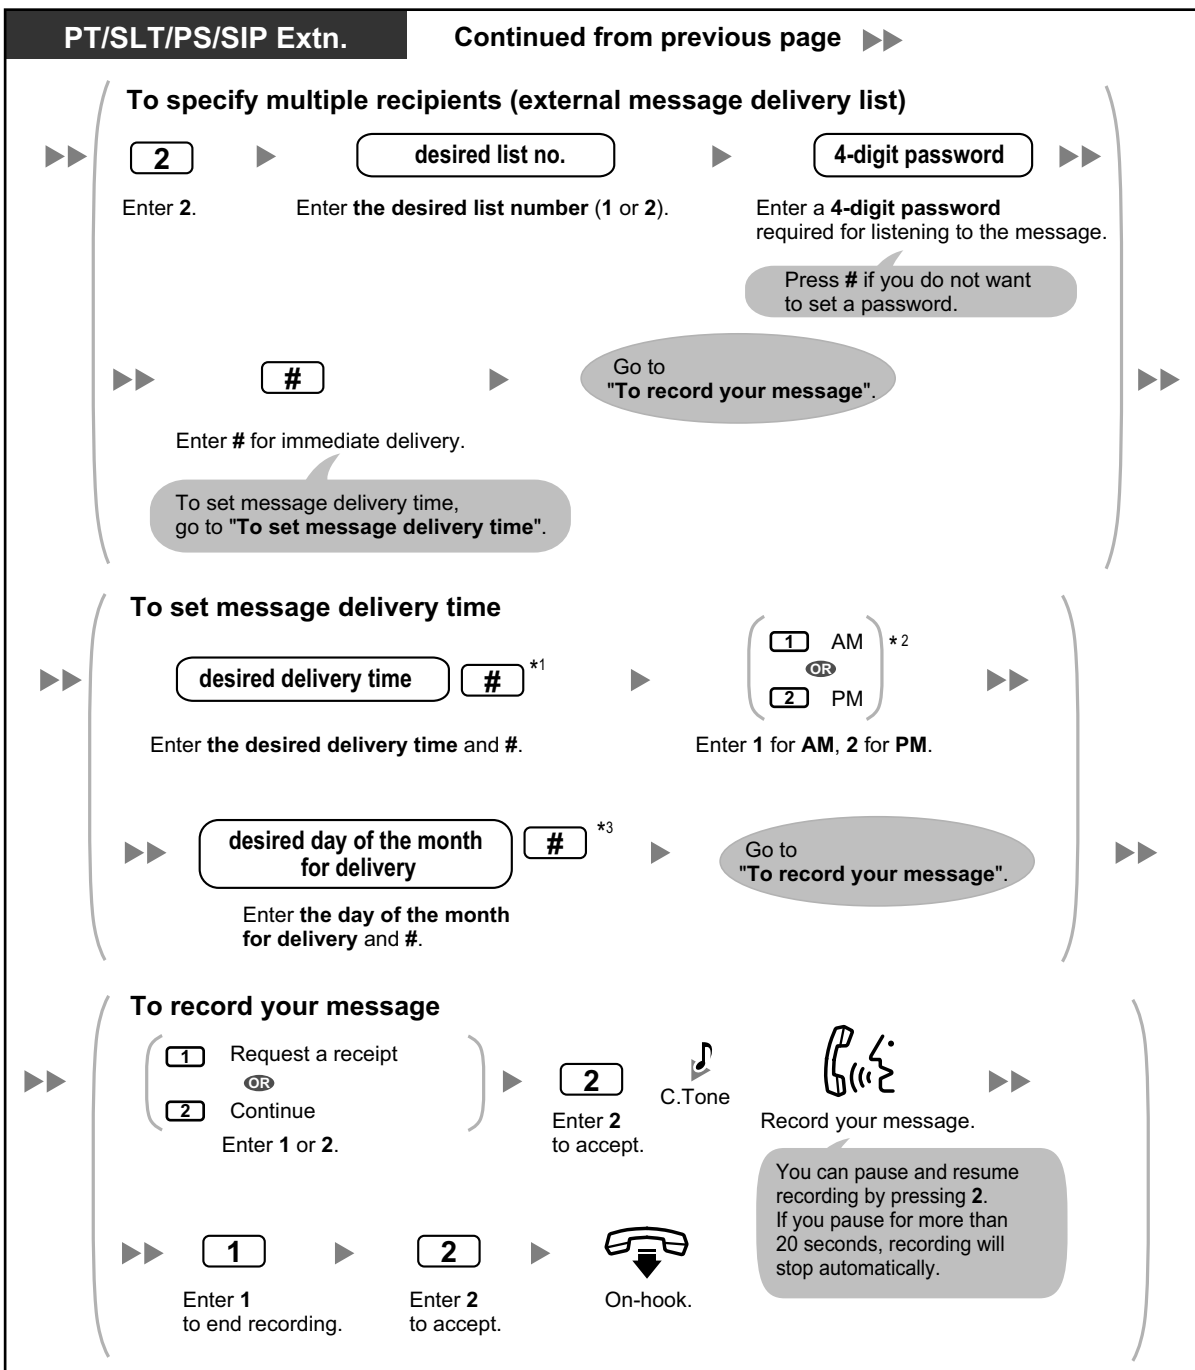 PT/SLT/PS/SIP Extn.
Continued from previous page
To specify multiple recipients (external message delivery list)
2
desired list no.
4-digit password
Enter 2.
Enter the desired list number (1 or 2).
Enter a 4-digit password
required for listening to the message.
Press # if you do not want
to set a password.
#
Go to
"To record your message".
Enter # for immediate delivery.
To set message delivery time,
go to "To set message delivery time".
To set message delivery time
desired delivery time
#
*1
1 AM
OR
2 PM
*2
Enter the desired delivery time and #.
Enter 1 for AM, 2 for PM.
desired day of the month
for delivery
#
*3
Go to
"To record your message".
Enter the day of the month
for delivery and #.
To record your message
1 Request a receipt
OR
2 Continue
Enter 1 or 2.
2
Enter 2
to accept.
C.Tone
Record your message.
You can pause and resume
recording by pressing 2.
If you pause for more than
20 seconds, recording will
stop automatically.
1
Enter 1
to end recording.
2
Enter 2
to accept.
On-hook.